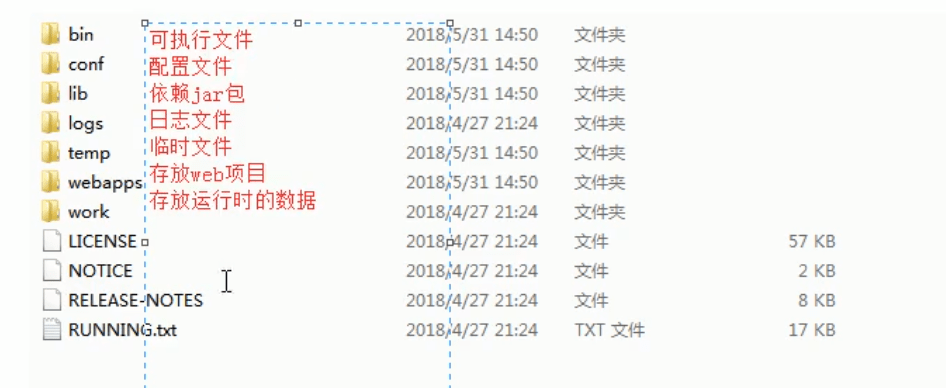 bin 可执行文件 2018/5/31 14:50 文件夹
conf 配置文件 2018/5/31 14:50 文件夹
lib 依赖jar包 2018/5/31 14:50 文件夹
logs 日志文件 2018/4/27 21:24 文件夹
temp 临时文件 2018/5/31 14:50 文件夹
webapps 存放web项目 2018/5/31 14:50 文件夹
work 存放运行时的数据 2018/4/27 21:24 文件夹
LICENSE 2018/4/27 21:24 文件 57 KB
NOTICE 2018/4/27 21:24 文件 2 KB
RELEASE-NOTES 2018/4/27 21:24 文件 8 KB
RUNNING.txt 2018/4/27 21:24 TXT 文件 17 KB